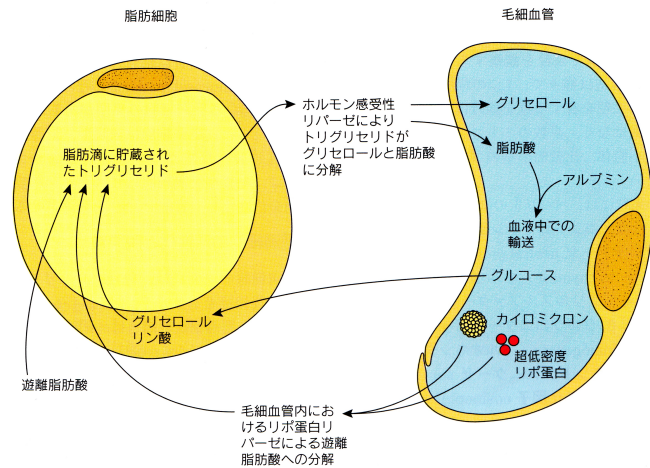 脂肪細胞
毛細血管
ホルモン感受性
リパーゼにより
トリグリセリドが
グリセロールと脂肪酸
に分解
グリセロール
脂肪酸
脂肪滴に貯蔵され
たトリグリセリド
アルブミン
血液中での
輸送
グルコース
グリセロール
リン酸
カイロミクロン
超低密度
リポ蛋白
遊離脂肪酸
毛細血管内にお
けるリポ蛋白リ
パーゼによる遊離
脂肪酸への分解